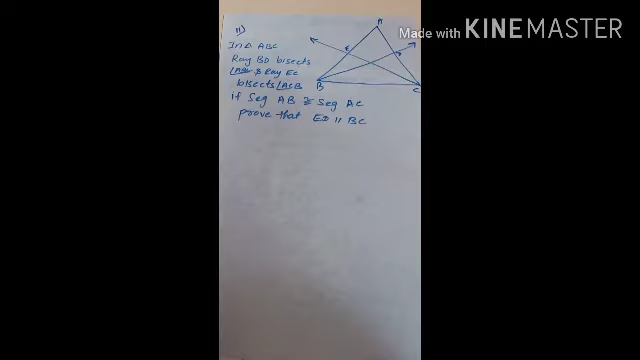 11)
In △ ABC
Ray BD bisects
∠ABC & Ray EC
bisects ∠ACB
if Seg AB ≅ Seg AC
prove that ED || BC
A
E
D
B
C
Made with KINEMASTER